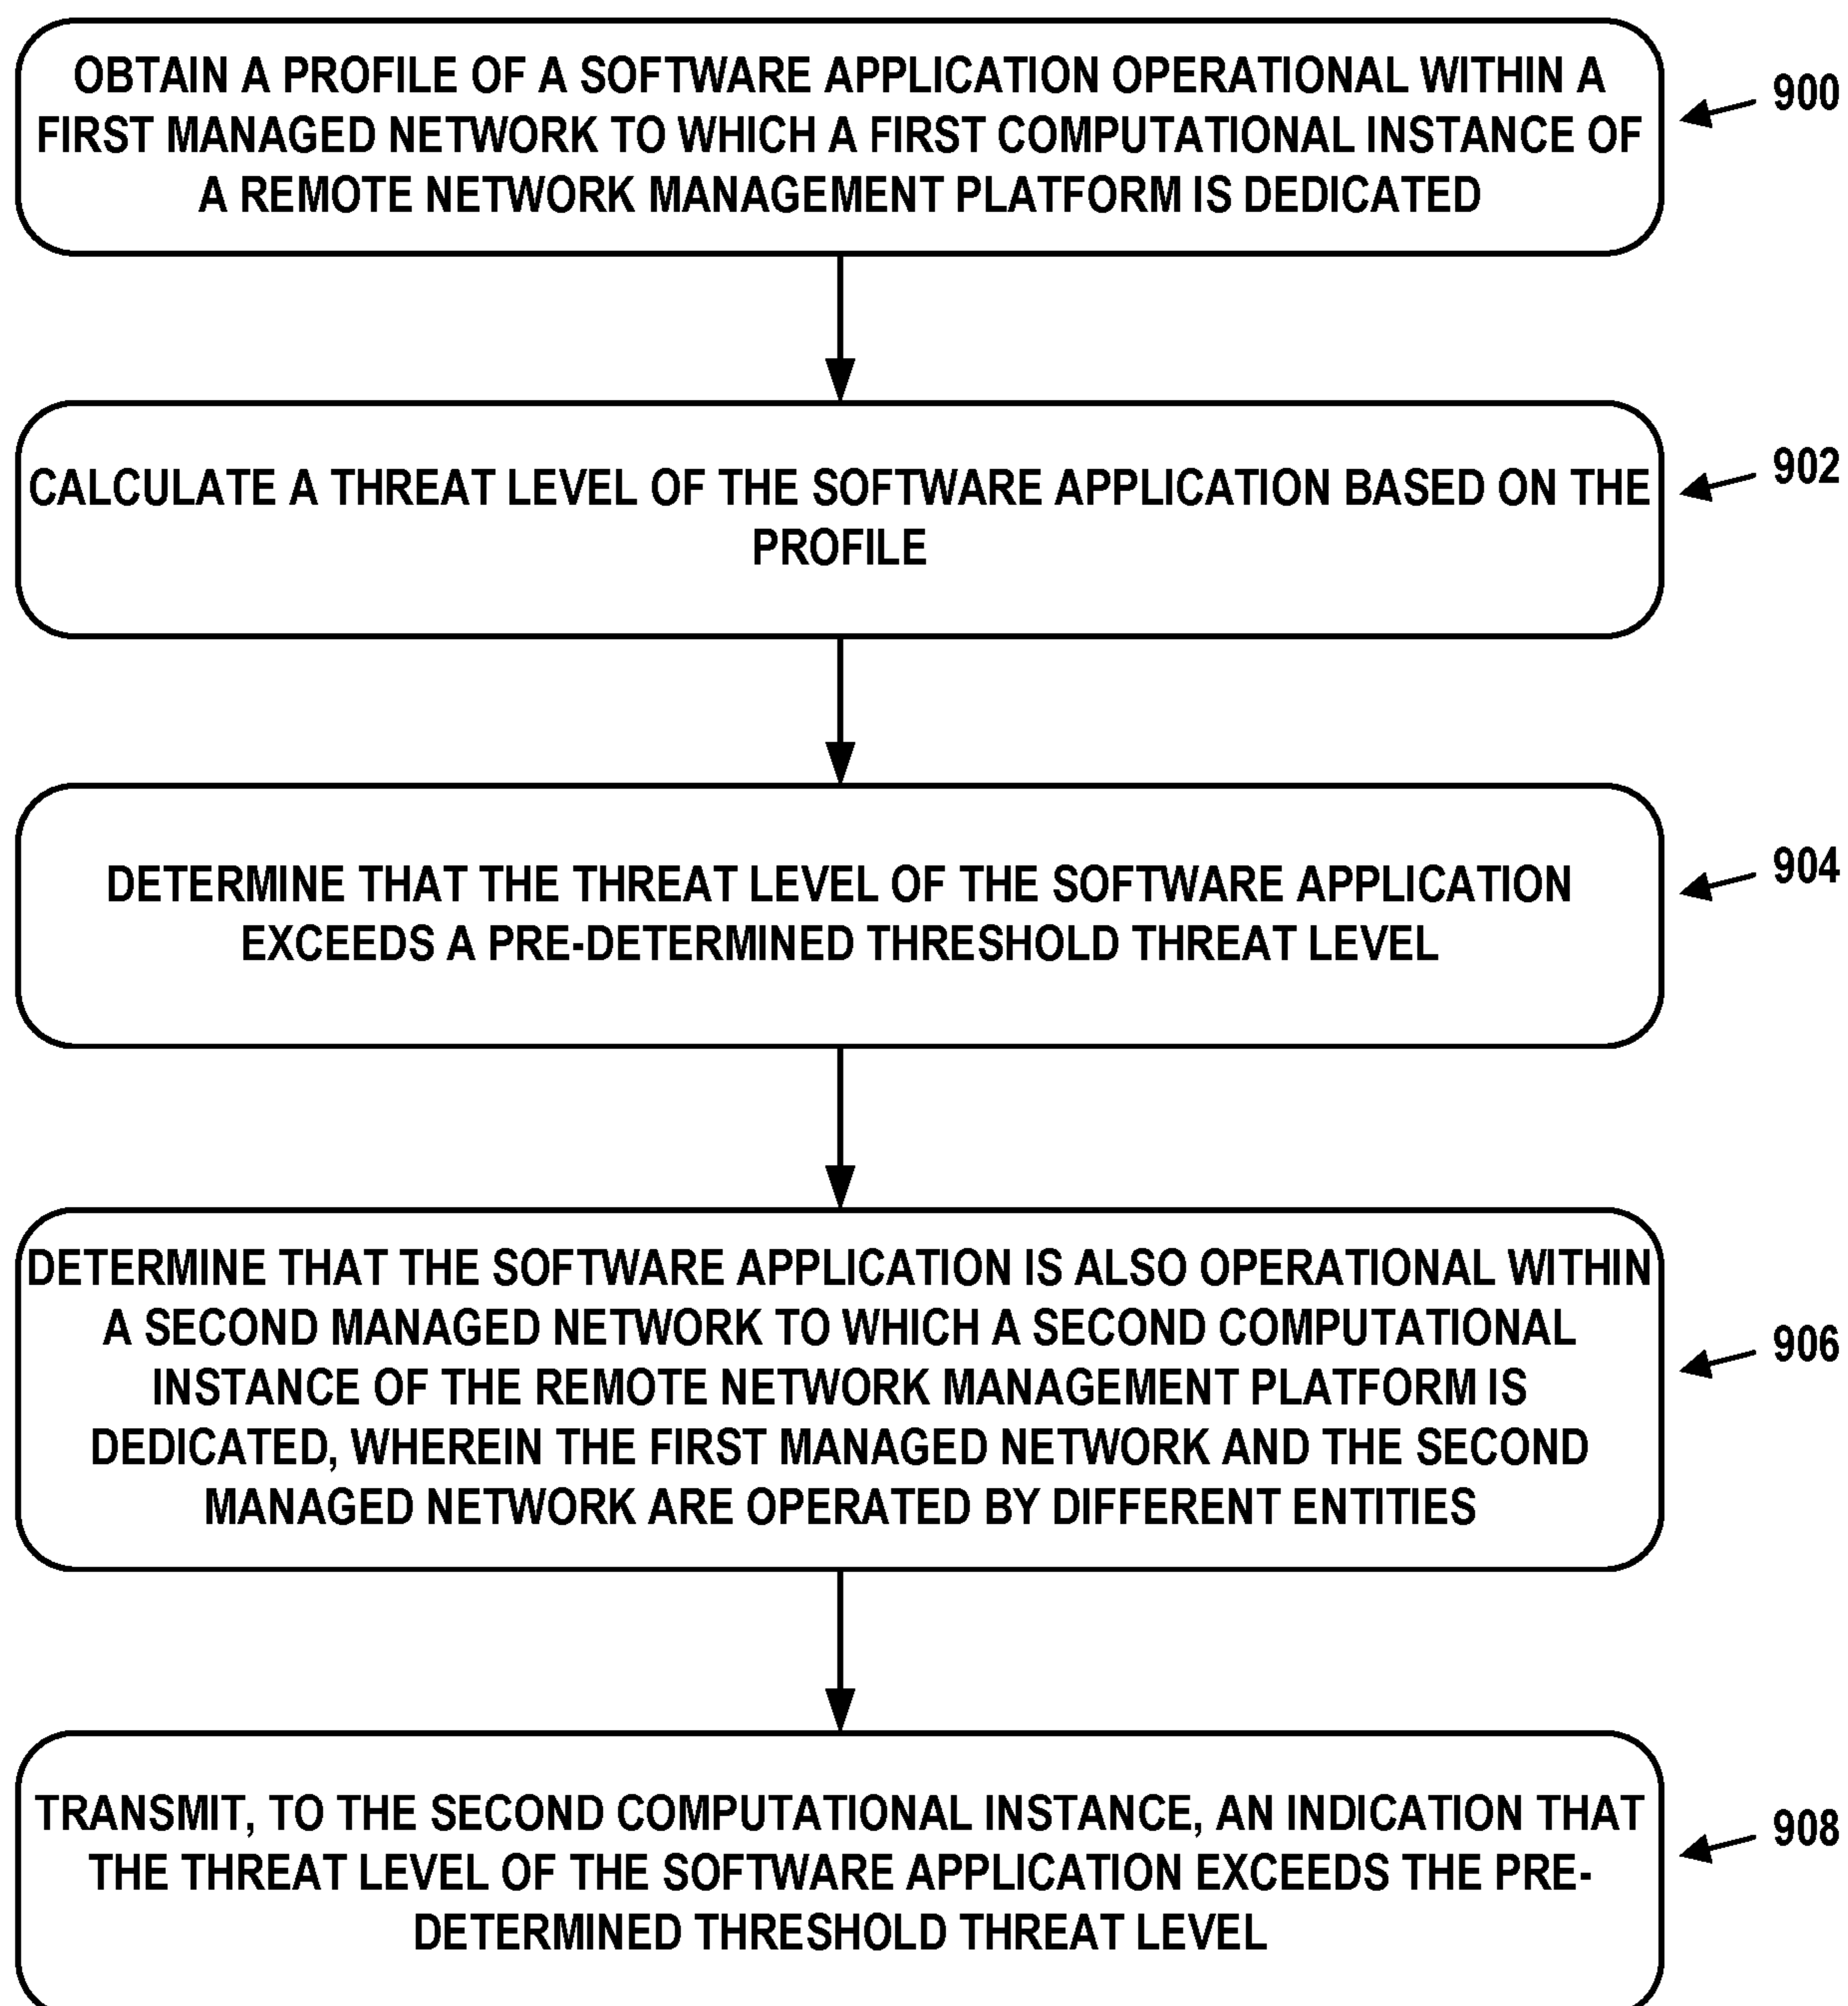 OBTAIN A PROFILE OF A SOFTWARE APPLICATION OPERATIONAL WITHIN A
FIRST MANAGED NETWORK TO WHICH A FIRST COMPUTATIONAL INSTANCE OF
A REMOTE NETWORK MANAGEMENT PLATFORM IS DEDICATED
900
CALCULATE A THREAT LEVEL OF THE SOFTWARE APPLICATION BASED ON THE
PROFILE
902
DETERMINE THAT THE THREAT LEVEL OF THE SOFTWARE APPLICATION
EXCEEDS A PRE-DETERMINED THRESHOLD THREAT LEVEL
904
DETERMINE THAT THE SOFTWARE APPLICATION IS ALSO OPERATIONAL WITHIN
A SECOND MANAGED NETWORK TO WHICH A SECOND COMPUTATIONAL
INSTANCE OF THE REMOTE NETWORK MANAGEMENT PLATFORM IS
DEDICATED, WHEREIN THE FIRST MANAGED NETWORK AND THE SECOND
MANAGED NETWORK ARE OPERATED BY DIFFERENT ENTITIES
906
TRANSMIT, TO THE SECOND COMPUTATIONAL INSTANCE, AN INDICATION THAT
THE THREAT LEVEL OF THE SOFTWARE APPLICATION EXCEEDS THE PRE-
DETERMINED THRESHOLD THREAT LEVEL
908